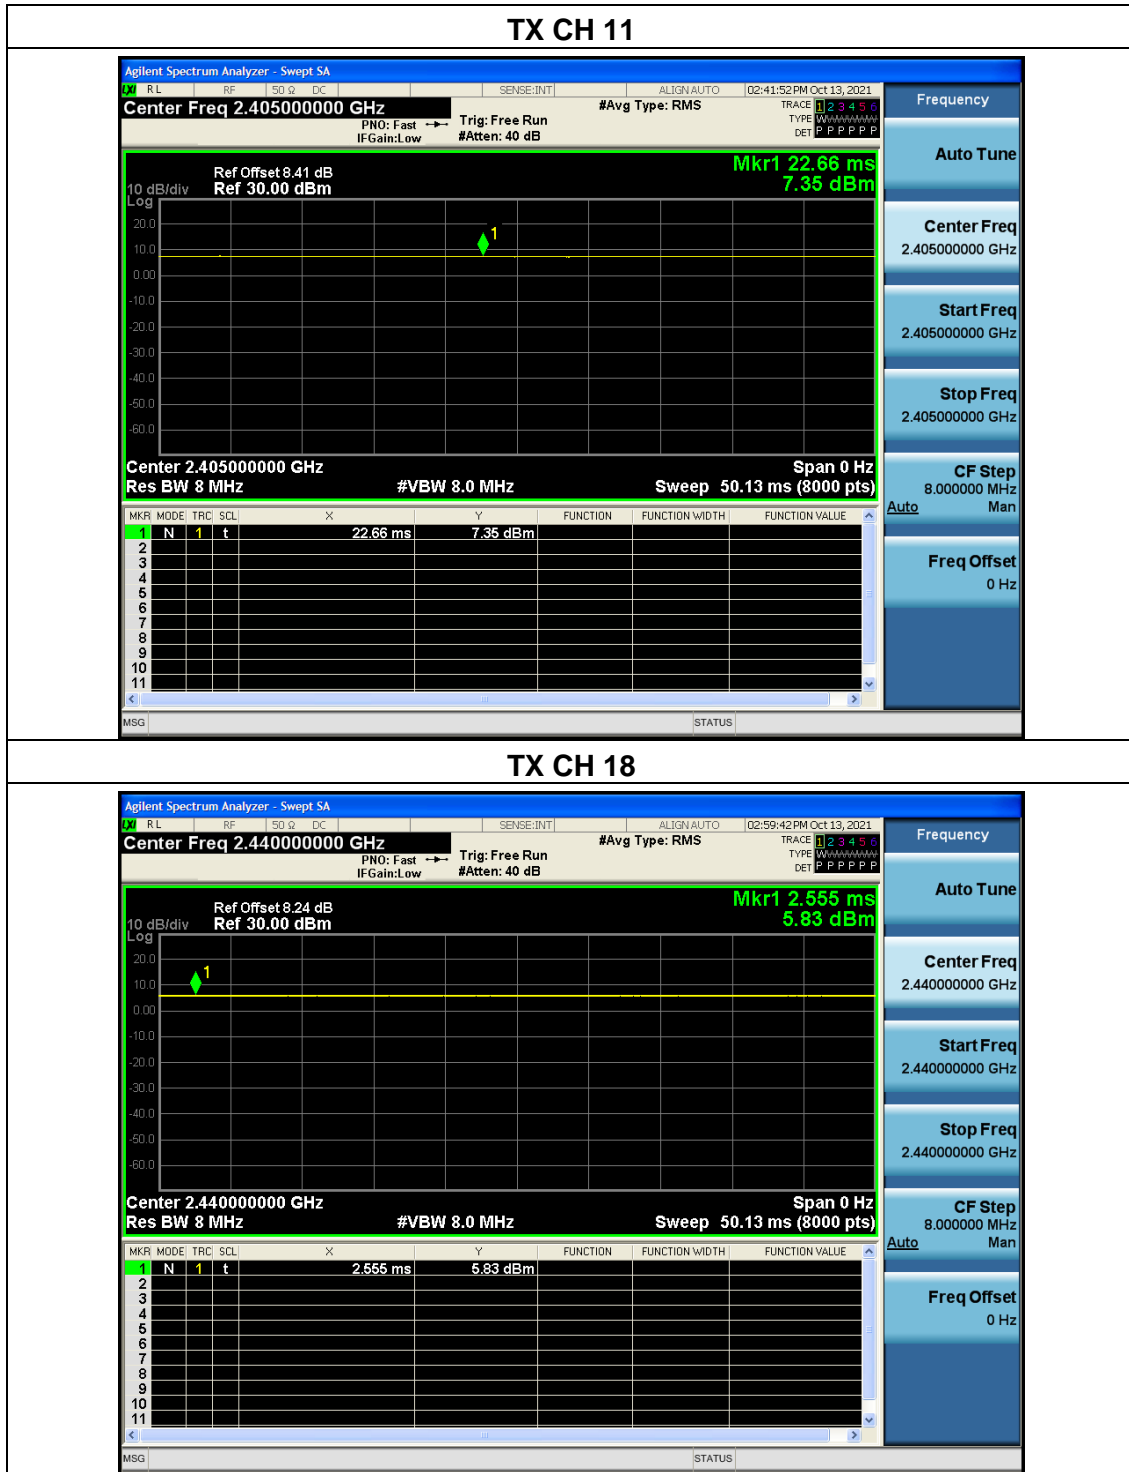 TX CH 11
Agilent Spectrum Analyzer - Swept SA
LXI RL RF 50 Ω DC SENSE:INT ALIGN AUTO 02:41:52 PM Oct 13, 2021
Center Freq 2.405000000 GHz #Avg Type: RMS TRACE 1 2 3 4 5 6
PNO: Fast Trig: Free Run TYPE
IFGain:Low #Atten: 40 dB DET P P P P P P
Frequency
Auto Tune
Mkr1 22.66 ms
7.35 dBm
Ref Offset 8.41 dB
10 dB/div Ref 30.00 dBm
Log
20.0
10.0
0.00
-10.0
-20.0
-30.0
-40.0
-50.0
-60.0
1
Center 2.405000000 GHz Span 0 Hz
Res BW 8 MHz #VBW 8.0 MHz Sweep 50.13 ms (8000 pts)
Center Freq
2.405000000 GHz
Start Freq
2.405000000 GHz
Stop Freq
2.405000000 GHz
CF Step
8.000000 MHz
Auto Man
Freq Offset
0 Hz
MKR MODE TRC SCL X Y FUNCTION FUNCTION WIDTH FUNCTION VALUE
1 N 1 t 22.66 ms 7.35 dBm
2
3
4
5
6
7
8
9
10
11
MSG STATUS
TX CH 18
Agilent Spectrum Analyzer - Swept SA
LXI RL RF 50 Ω DC SENSE:INT ALIGN AUTO 02:59:42 PM Oct 13, 2021
Center Freq 2.440000000 GHz #Avg Type: RMS TRACE 1 2 3 4 5 6
PNO: Fast Trig: Free Run TYPE
IFGain:Low #Atten: 40 dB DET P P P P P P
Frequency
Auto Tune
Mkr1 2.555 ms
5.83 dBm
Ref Offset 8.24 dB
10 dB/div Ref 30.00 dBm
Log
20.0
10.0
0.00
-10.0
-20.0
-30.0
-40.0
-50.0
-60.0
1
Center 2.440000000 GHz Span 0 Hz
Res BW 8 MHz #VBW 8.0 MHz Sweep 50.13 ms (8000 pts)
Center Freq
2.440000000 GHz
Start Freq
2.440000000 GHz
Stop Freq
2.440000000 GHz
CF Step
8.000000 MHz
Auto Man
Freq Offset
0 Hz
MKR MODE TRC SCL X Y FUNCTION FUNCTION WIDTH FUNCTION VALUE
1 N 1 t 2.555 ms 5.83 dBm
2
3
4
5
6
7
8
9
10
11
MSG STATUS